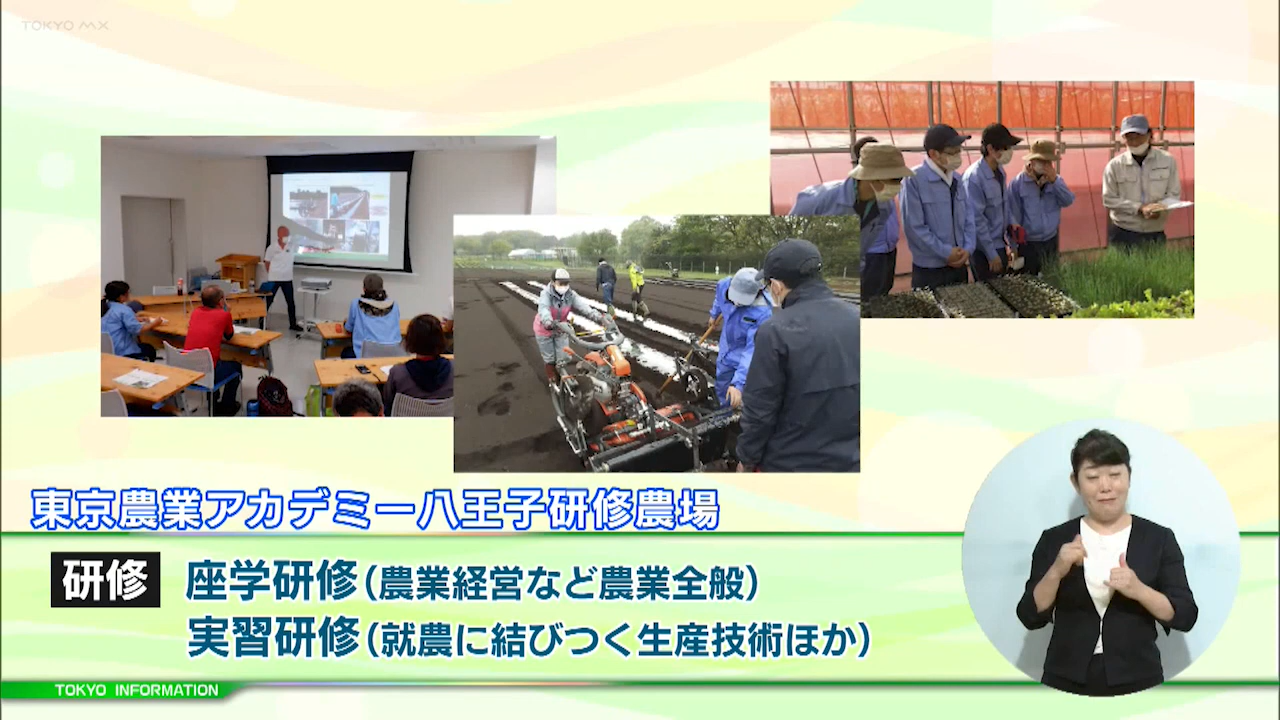 TOKYO MX
東京農業アカデミー八王子研修農場
研修 座学研修（農業経営など農業全般）
実習研修（就農に結びつく生産技術ほか）
TOKYO INFORMATION